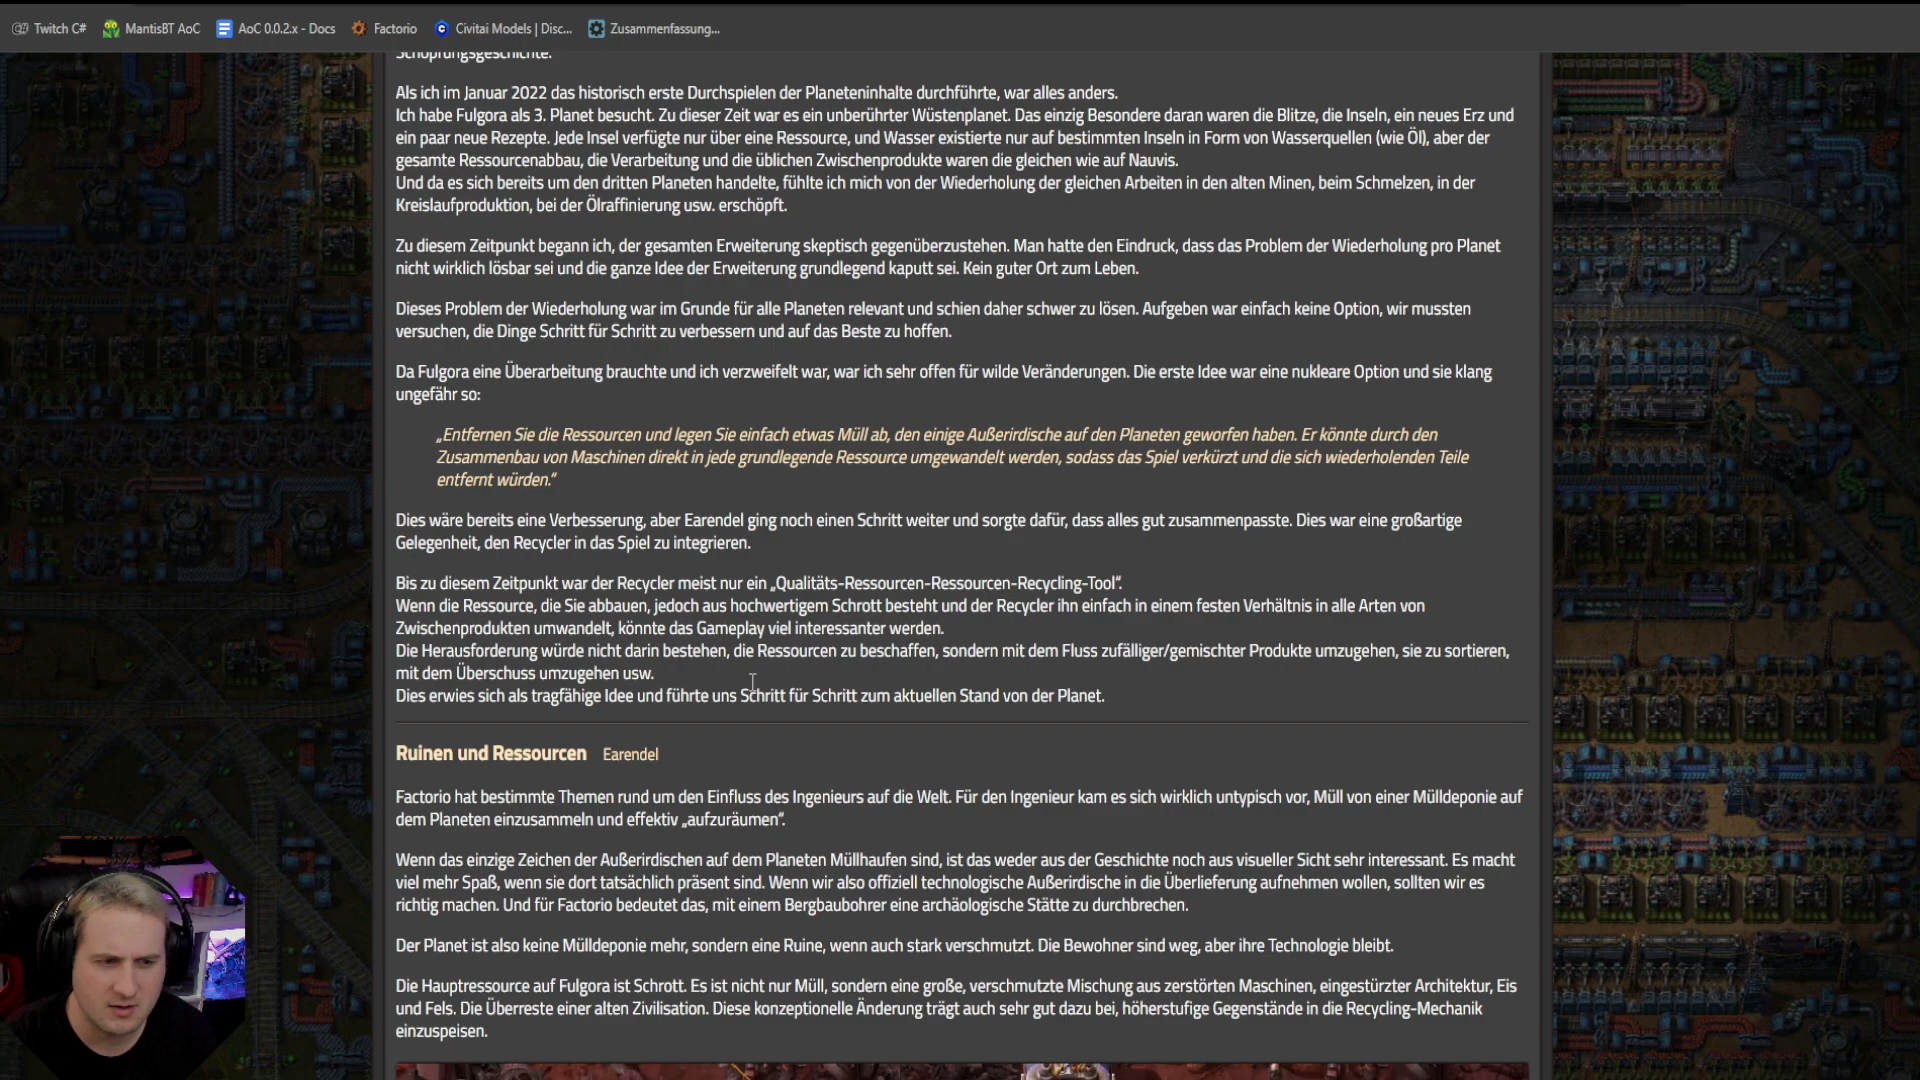 Twitch C# MantisBT AoC AoC 0.0.2.x - Docs Factorio Civitai Models | Disc... Zusammenfassung...
Schöpfungsgeschichte.
Als ich im Januar 2022 das historisch erste Durchspielen der Planeteninhalte durchführte, war alles anders.
Ich habe Fulgora als 3. Planet besucht. Zu dieser Zeit war es ein unberührter Wüstenplanet. Das einzig Besondere daran waren die Blitze, die Inseln, ein neues Erz und
ein paar neue Rezepte. Jede Insel verfügte nur über eine Ressource, und Wasser existierte nur auf bestimmten Inseln in Form von Wasserquellen (wie Öl), aber der
gesamte Ressourcenabbau, die Verarbeitung und die üblichen Zwischenprodukte waren die gleichen wie auf Nauvis.
Und da es sich bereits um den dritten Planeten handelte, fühlte ich mich von der Wiederholung der gleichen Arbeiten in den alten Minen, beim Schmelzen, in der
Kreislaufproduktion, bei der Ölraffinierung usw. erschöpft.
Zu diesem Zeitpunkt begann ich, der gesamten Erweiterung skeptisch gegenüberzustehen. Man hatte den Eindruck, dass das Problem der Wiederholung pro Planet
nicht wirklich lösbar sei und die ganze Idee der Erweiterung grundlegend kaputt sei. Kein guter Ort zum Leben.
Dieses Problem der Wiederholung war im Grunde für alle Planeten relevant und schien daher schwer zu lösen. Aufgeben war einfach keine Option, wir mussten
versuchen, die Dinge Schritt für Schritt zu verbessern und auf das Beste zu hoffen.
Da Fulgora eine Überarbeitung brauchte und ich verzweifelt war, war ich sehr offen für wilde Veränderungen. Die erste Idee war eine nukleare Option und sie klang
ungefähr so:
„Entfernen Sie die Ressourcen und legen Sie einfach etwas Müll ab, den einige Außerirdische auf den Planeten geworfen haben. Er könnte durch den
Zusammenbau von Maschinen direkt in jede grundlegende Ressource umgewandelt werden, sodass das Spiel verkürzt und die sich wiederholenden Teile
entfernt würden.“
Dies wäre bereits eine Verbesserung, aber Earendel ging noch einen Schritt weiter und sorgte dafür, dass alles gut zusammenpasste. Dies war eine großartige
Gelegenheit, den Recycler in das Spiel zu integrieren.
Bis zu diesem Zeitpunkt war der Recycler meist nur ein „Qualitäts-Ressourcen-Ressourcen-Recycling-Tool“.
Wenn die Ressource, die Sie abbauen, jedoch aus hochwertigem Schrott besteht und der Recycler ihn einfach in einem festen Verhältnis in alle Arten von
Zwischenprodukten umwandelt, könnte das Gameplay viel interessanter werden.
Die Herausforderung würde nicht darin bestehen, die Ressourcen zu beschaffen, sondern mit dem Fluss zufälliger/gemischter Produkte umzugehen, sie zu sortieren,
mit dem Überschuss umzugehen usw.
Dies erwies sich als tragfähige Idee und führte uns Schritt für Schritt zum aktuellen Stand von der Planet.
Ruinen und Ressourcen Earendel
Factorio hat bestimmte Themen rund um den Einfluss des Ingenieurs auf die Welt. Für den Ingenieur kam es sich wirklich untypisch vor, Müll von einer Mülldeponie auf
dem Planeten einzusammeln und effektiv „aufzuräumen“.
Wenn das einzige Zeichen der Außerirdischen auf dem Planeten Müllhaufen sind, ist das weder aus der Geschichte noch aus visueller Sicht sehr interessant. Es macht
viel mehr Spaß, wenn sie dort tatsächlich präsent sind. Wenn wir also offiziell technologische Außerirdische in die Überlieferung aufnehmen wollen, sollten wir es
richtig machen. Und für Factorio bedeutet das, mit einem Bergbaubohrer eine archäologische Stätte zu durchbrechen.
Der Planet ist also keine Mülldeponie mehr, sondern eine Ruine, wenn auch stark verschmutzt. Die Bewohner sind weg, aber ihre Technologie bleibt.
Die Hauptressource auf Fulgora ist Schrott. Es ist nicht nur Müll, sondern eine große, verschmutzte Mischung aus zerstörten Maschinen, eingestürzter Architektur, Eis
und Fels. Die Überreste einer alten Zivilisation. Diese konzeptionelle Änderung trägt auch sehr gut dazu bei, höherstufige Gegenstände in die Recycling-Mechanik
einzuspeisen.